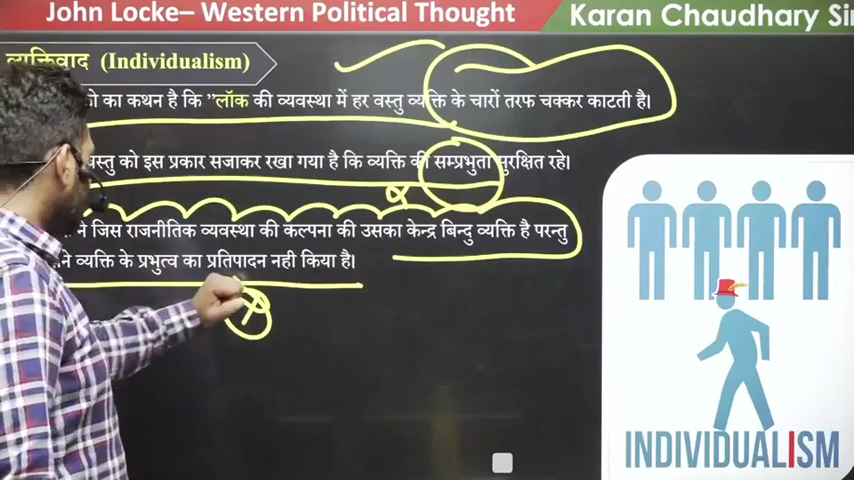 John Locke– Western Political Thought
Karan Chaudhary Sir
व्यक्तिवाद (Individualism)
का कथन है कि "लॉक की व्यवस्था में हर वस्तु व्यक्ति के चारों तरफ चक्कर काटती है।
वस्तु को इस प्रकार सजाकर रखा गया है कि व्यक्ति की सम्प्रभुता सुरक्षित रहे।
ने जिस राजनीतिक व्यवस्था की कल्पना की उसका केन्द्र बिन्दु व्यक्ति है परन्तु
व्यक्ति के प्रभुत्व का प्रतिपादन नही किया है।
INDIVIDUALISM